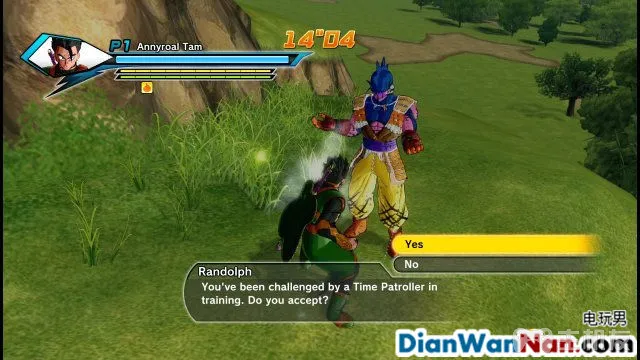 P1 Annyroal Tam
14"04
Yes
No
Randolph
You've been challenged by a Time Patroller in
training. Do you accept?
电玩男
DianWanNan.com